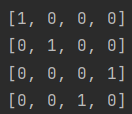 [1, 0, 0, 0]
[0, 1, 0, 0]
[0, 0, 0, 1]
[0, 0, 1, 0]